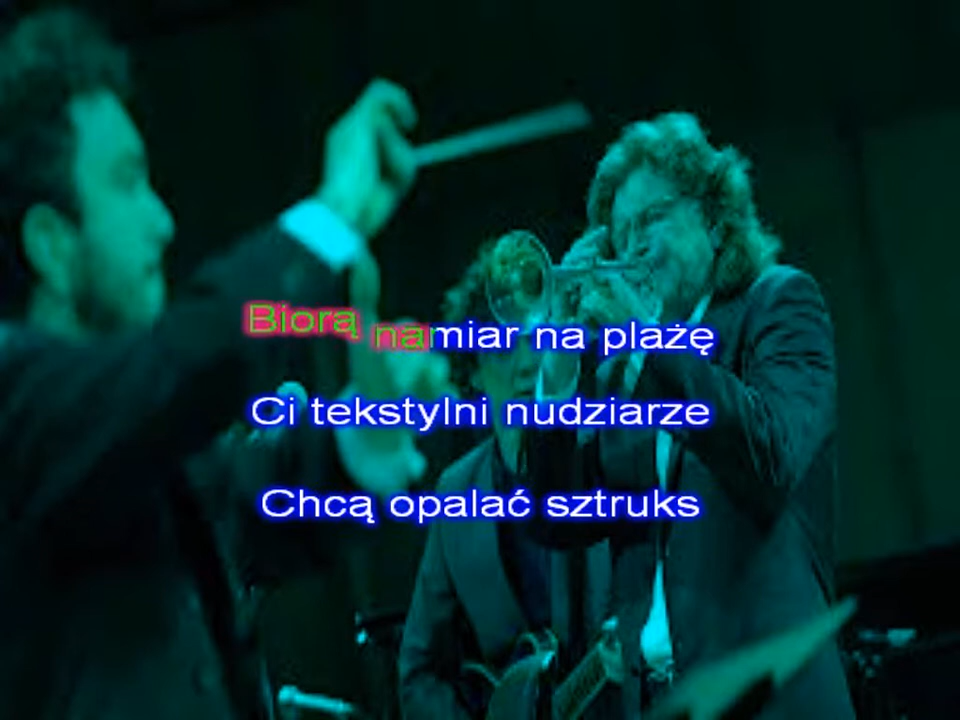 Biorą namiar na plażę
Ci tekstylni nudziarze
Chcą opalać sztruks